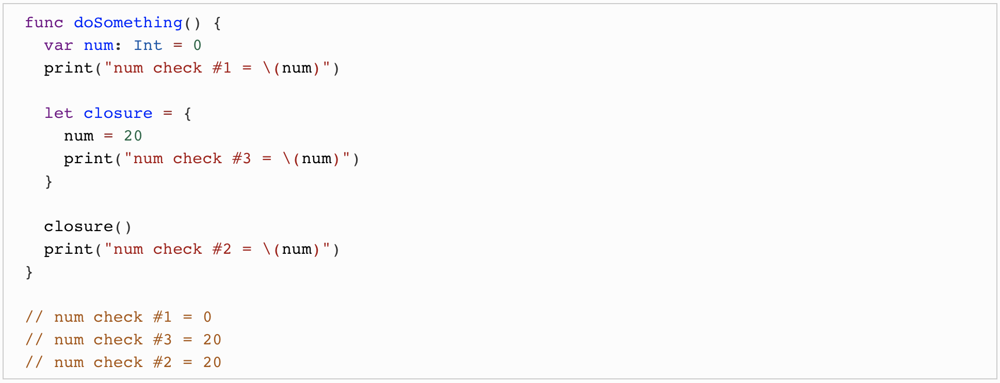 func doSomething() {
  var num: Int = 0
  print("num check #1 = \(num)")

  let closure = {
    num = 20
    print("num check #3 = \(num)")
  }

  closure()
  print("num check #2 = \(num)")
}

// num check #1 = 0
// num check #3 = 20
// num check #2 = 20